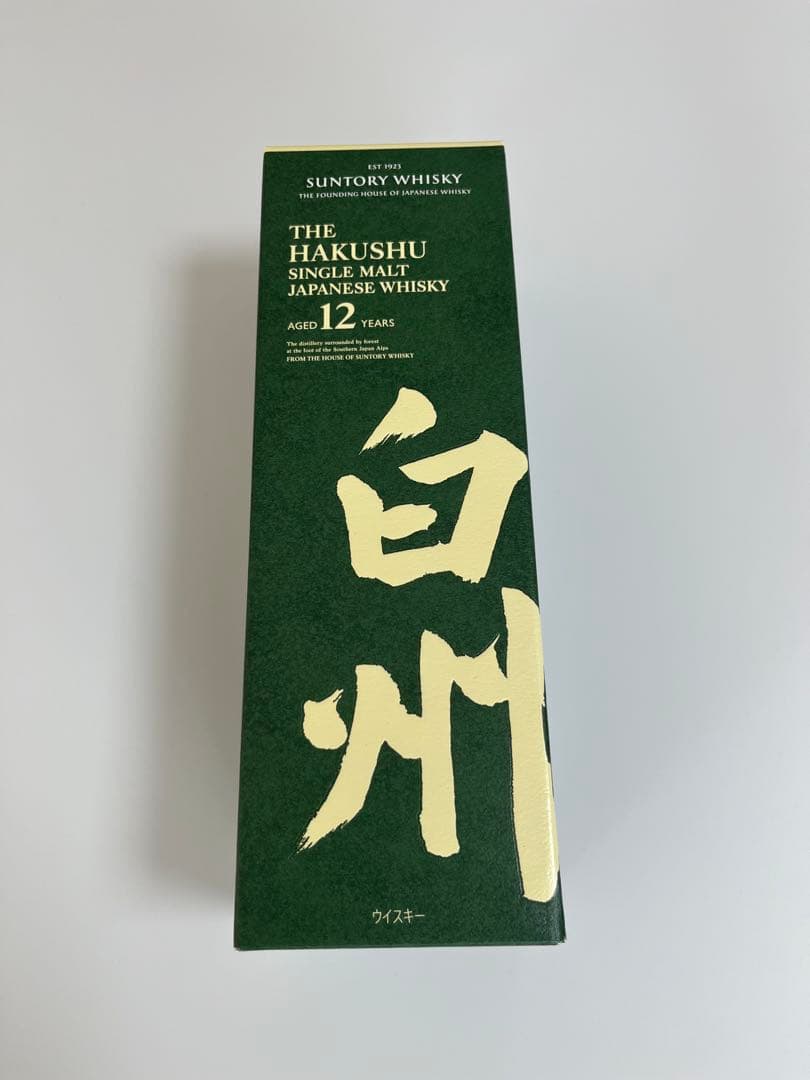 EST 1923
SUNTORY WHISKY
THE FOUNDING HOUSE OF JAPANESE WHISKY
THE
HAKUSHU
SINGLE MALT
JAPANESE WHISKY
AGED 12 YEARS
The distillery surrounded by forest
at the foot of the Southern Japan Alps
FROM THE HOUSE OF SUNTORY WHISKY
白州
ウイスキー